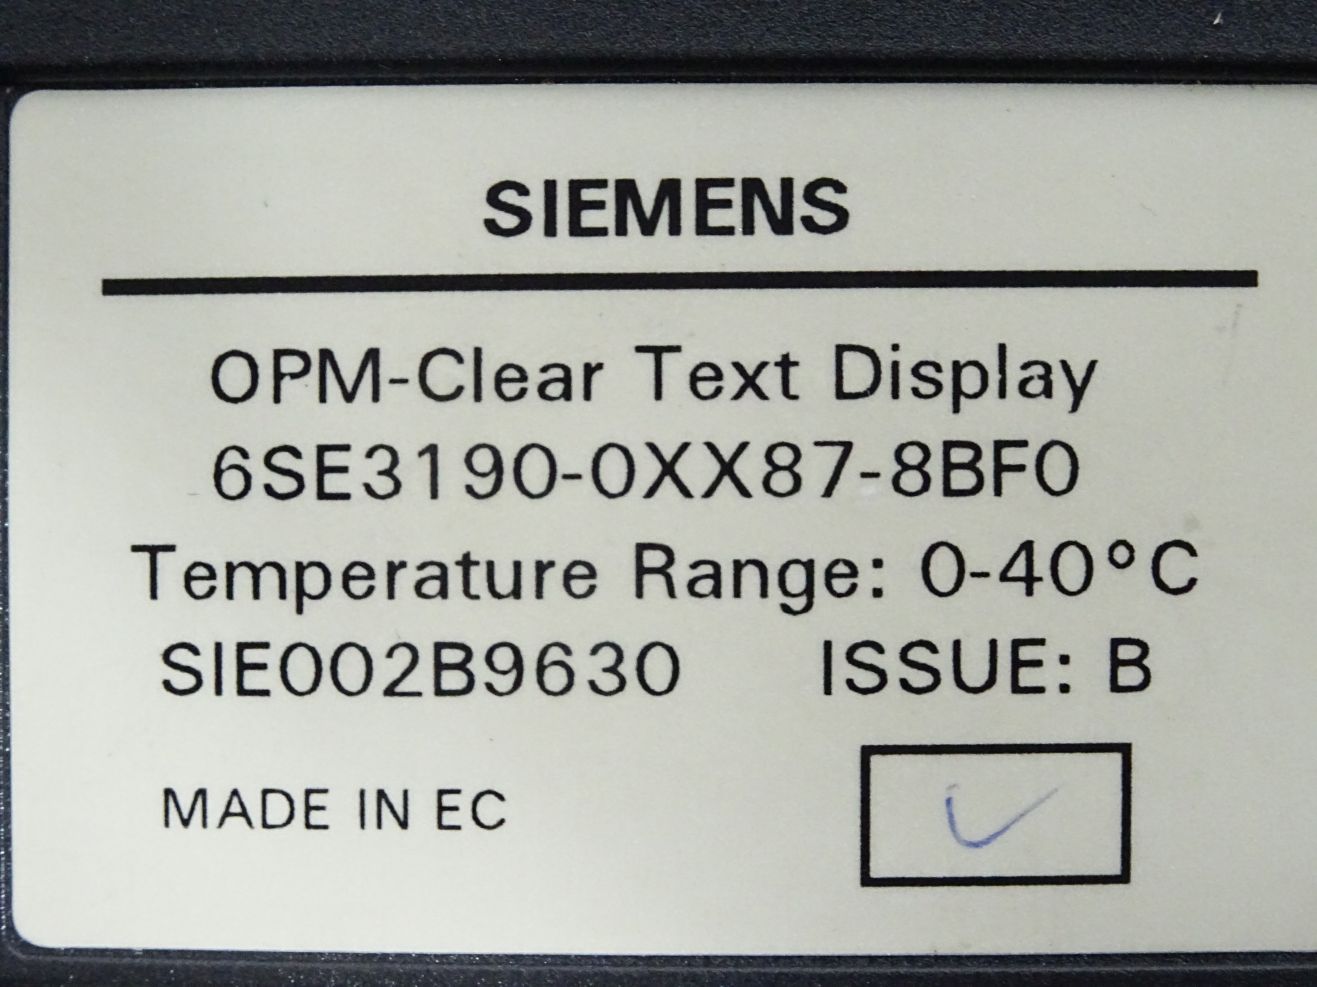 SIEMENS
OPM-Clear Text Display
6SE3190-0XX87-8BF0
Temperature Range: 0-40°C
SIE002B9630 ISSUE: B
MADE IN EC